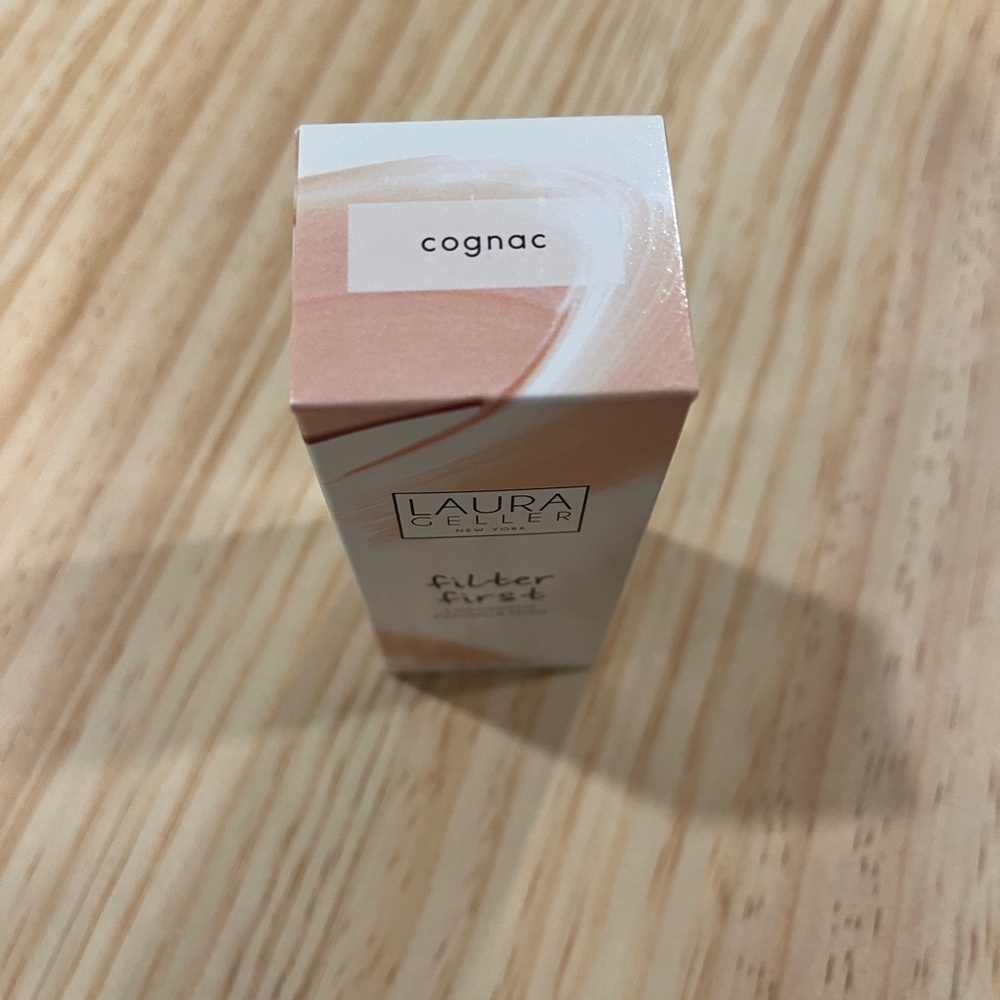 cognac
LAURA
GELLER
NEW YORK
filter
first